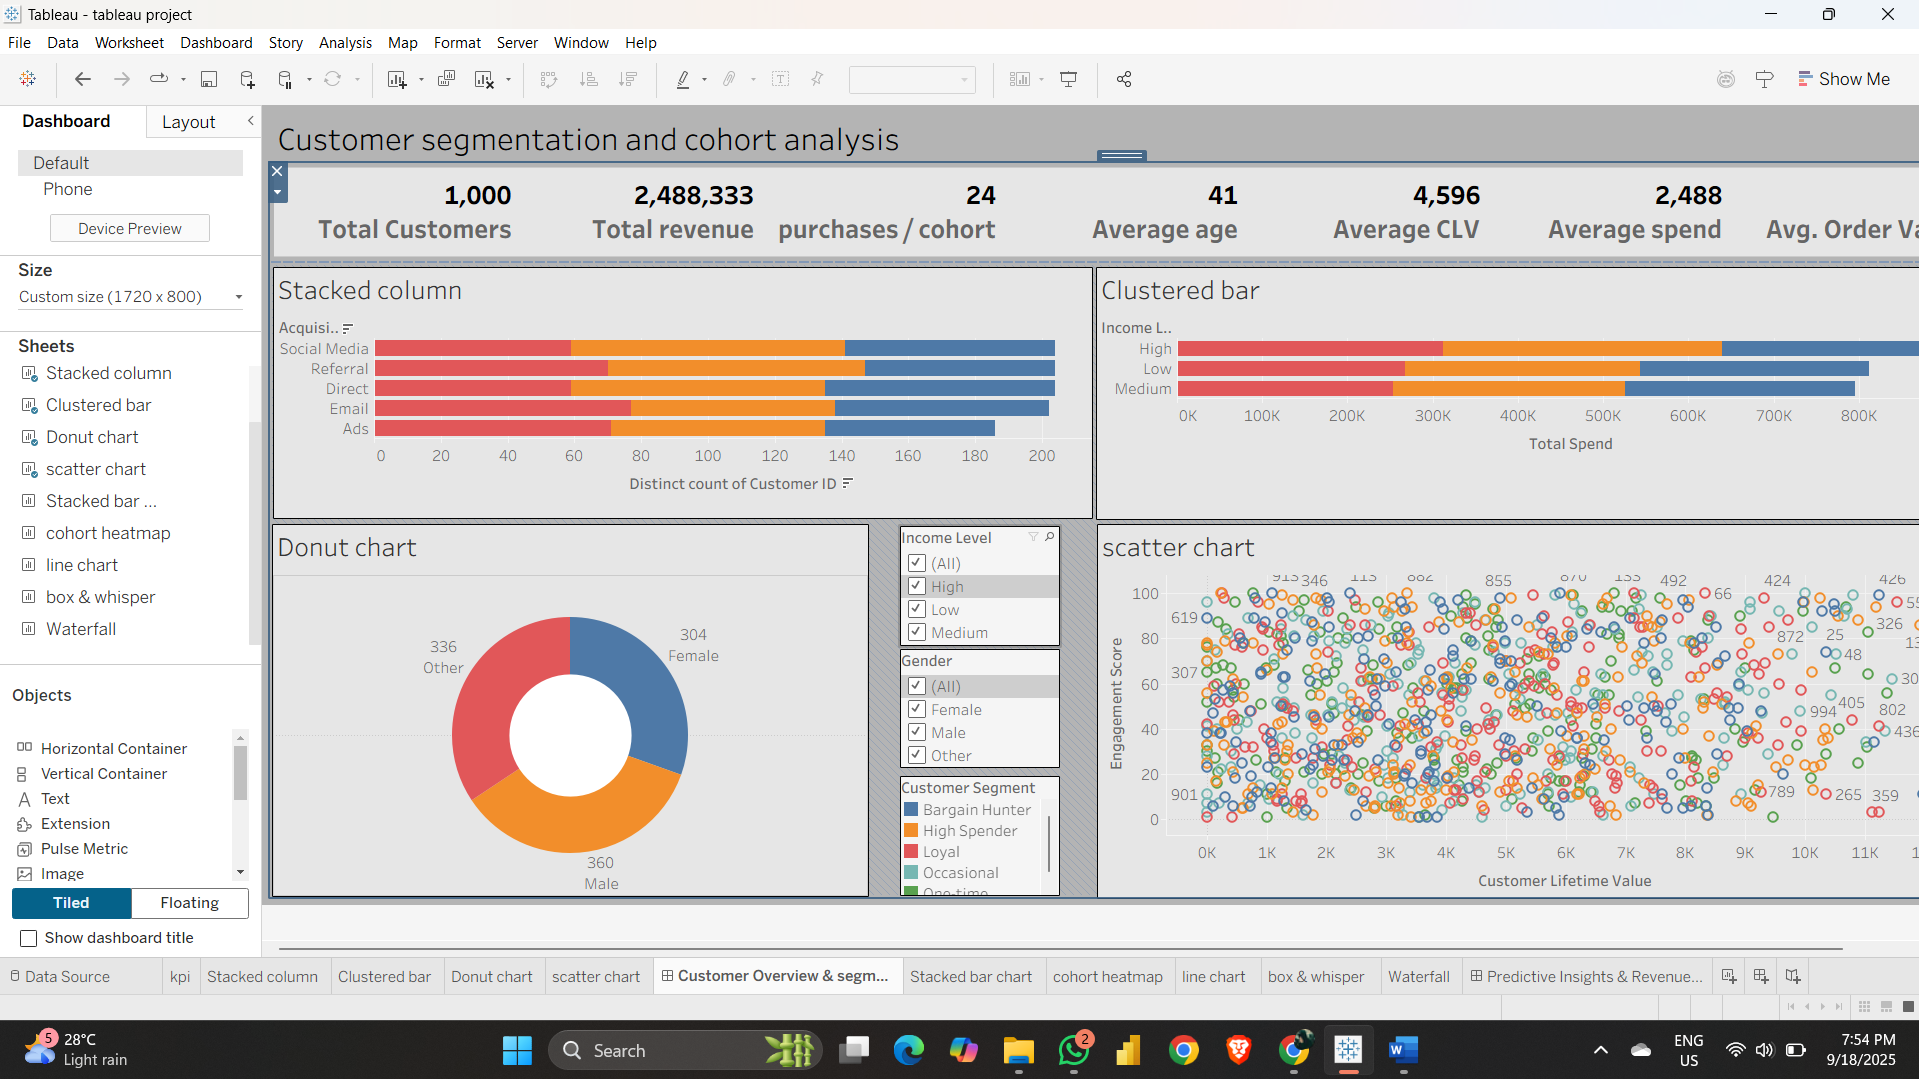 Tableau - tableau project
File Data Worksheet Dashboard Story Analysis Map Format Server Window Help
Show Me
Dashboard Layout
Default
Phone
Device Preview
Size
Custom size (1720 x 800)
Sheets
Stacked column
Clustered bar
Donut chart
scatter chart
Stacked bar ...
cohort heatmap
line chart
box & whisper
Waterfall
Objects
Horizontal Container
Vertical Container
Text
Extension
Pulse Metric
Image
Tiled Floating
Show dashboard title
Customer segmentation and cohort analysis
1,000 2,488,333 24 41 4,596 2,488
Total Customers Total revenue purchases / cohort Average age Average CLV Average spend Avg. Order Va
Stacked column
Acquisi..
Social Media
Referral
Direct
Email
Ads
0 20 40 60 80 100 120 140 160 180 200
Distinct count of Customer ID
Clustered bar
Income L..
High
Low
Medium
0K 100K 200K 300K 400K 500K 600K 700K 800K
Total Spend
Donut chart
336
Other
304
Female
360
Male
Income Level
(All)
High
Low
Medium
Gender
(All)
Female
Male
Other
Customer Segment
Bargain Hunter
High Spender
Loyal
Occasional
One-time
scatter chart
Engagement Score
100
80
60
40
20
0
913 346 113 882 855 870 133 492 66 424 426
619 872 25 326
307 48
994 405 802
436
901 789 265 359
0K 1K 2K 3K 4K 5K 6K 7K 8K 9K 10K 11K
Customer Lifetime Value
Data Source kpi Stacked column Clustered bar Donut chart scatter chart Customer Overview & segm... Stacked bar chart cohort heatmap line chart box & whisper Waterfall Predictive Insights & Revenue...
5
28°C
Light rain
Search
2
ENG
US
7:54 PM
9/18/2025